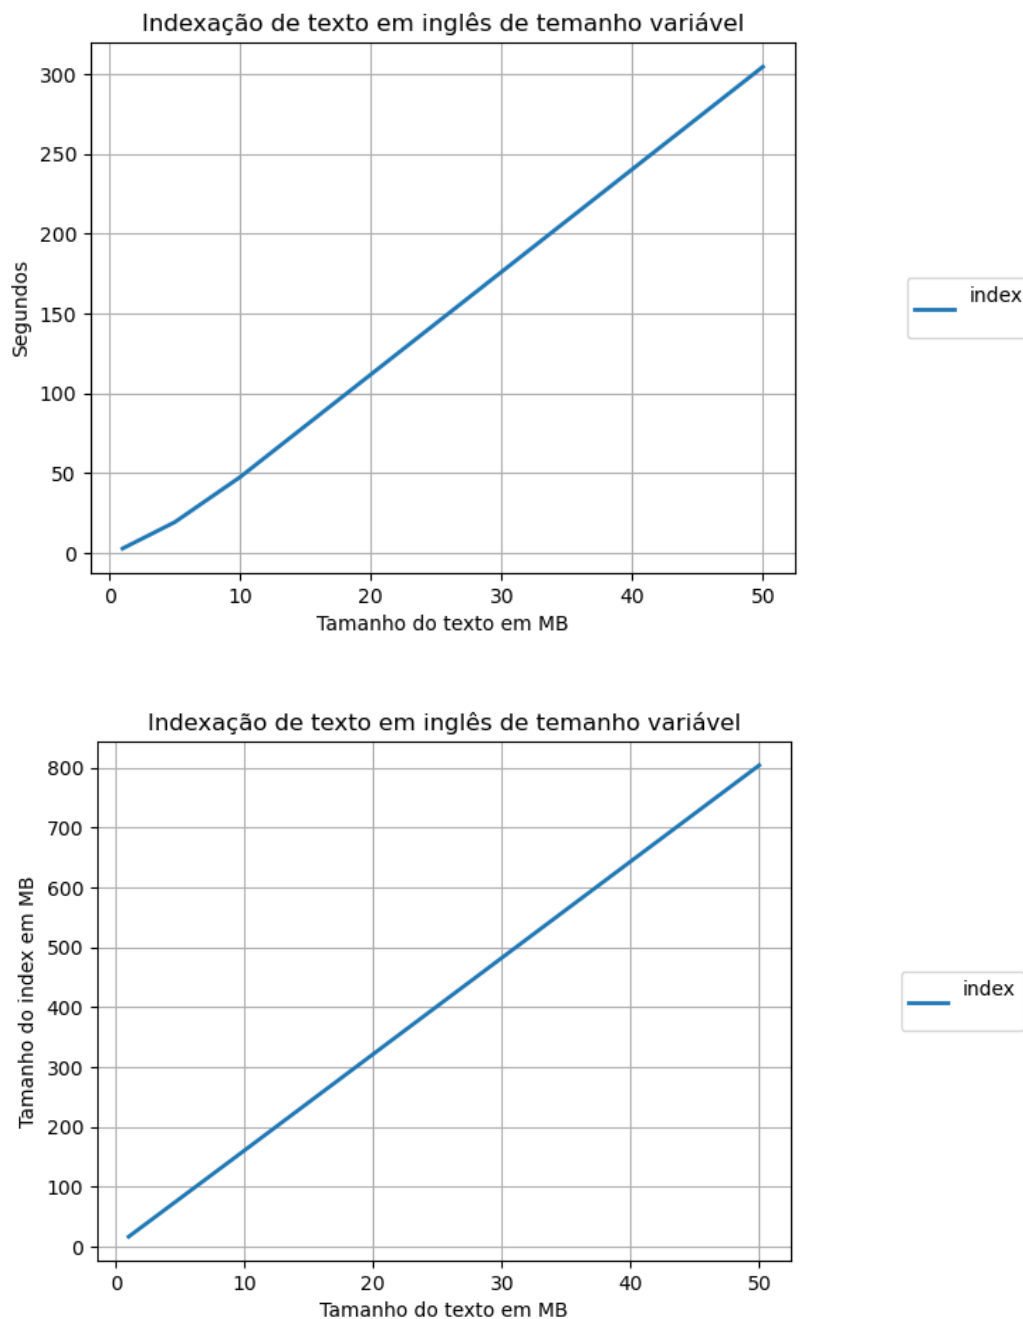 Indexação de texto em inglês de temanho variável
300
250
200
150
100
50
0
Segundos
0 10 20 30 40 50
Tamanho do texto em MB
index
Indexação de texto em inglês de temanho variável
800
700
600
500
400
300
200
100
0
Tamanho do index em MB
0 10 20 30 40 50
Tamanho do texto em MB
index